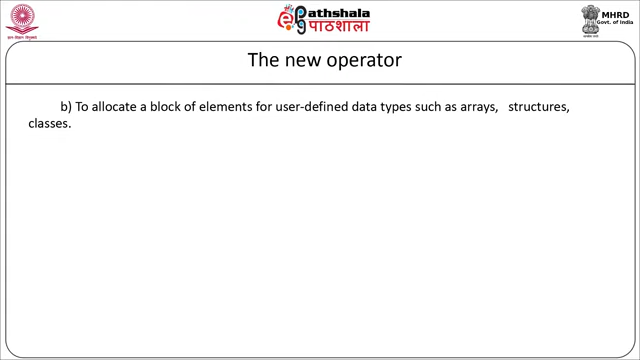 Pathshala
पाठशाला
MHRD
Govt. of India
The new operator
b) To allocate a block of elements for user-defined data types such as arrays, structures,
classes.